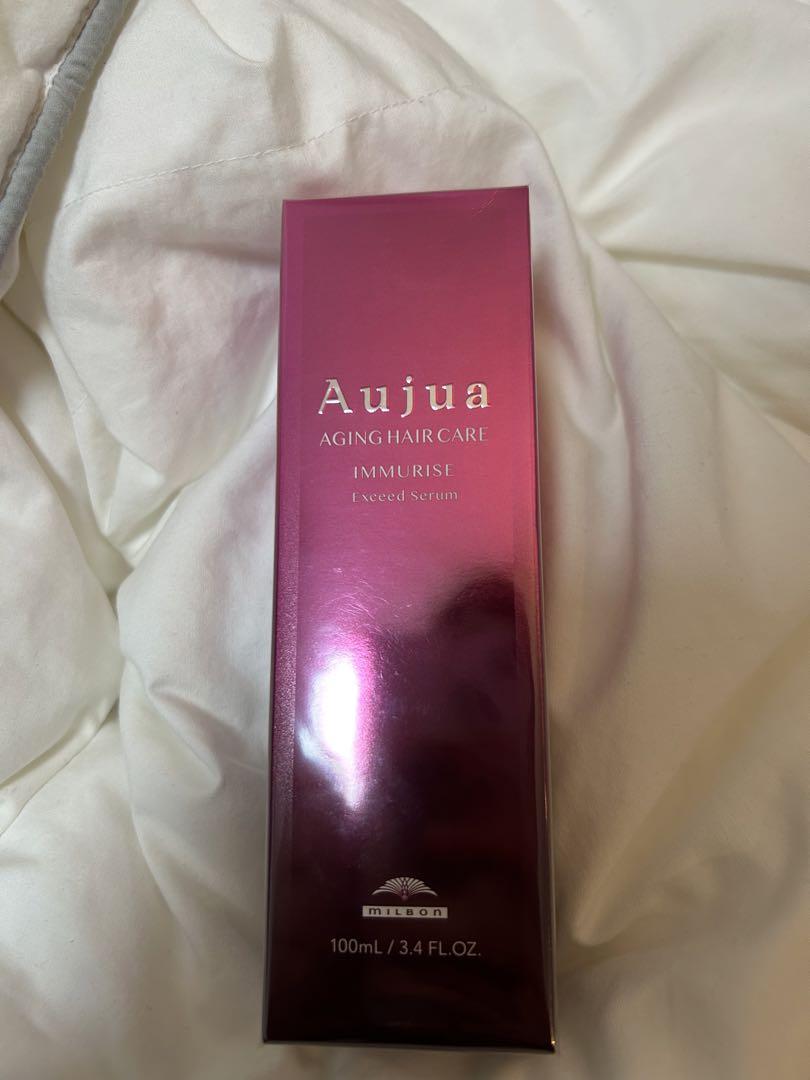 Aujua
AGING HAIR CARE
IMMURISE
Exceed Serum
MILBON
100mL / 3.4 FL.OZ.